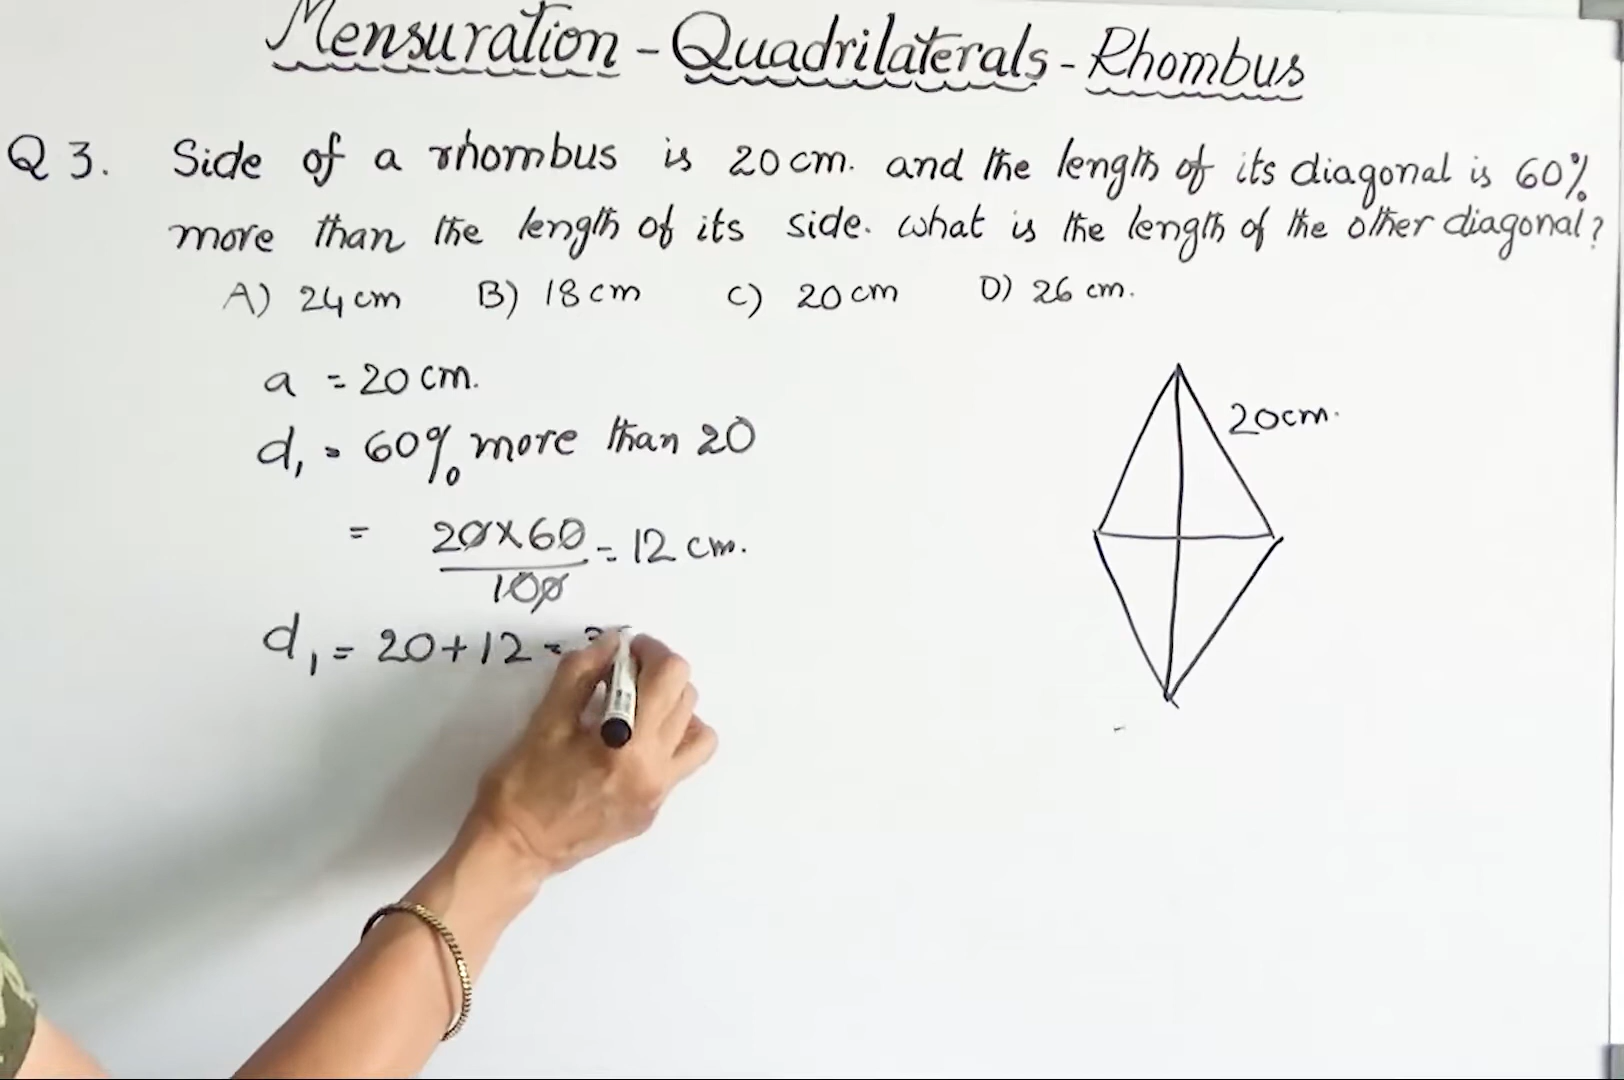 Mensuration - Quadrilaterals - Rhombus
Q 3. Side of a rhombus is 20 cm. and the length of its diagonal is 60%
more than the length of its side. what is the length of the other diagonal?
A) 24 cm B) 18 cm C) 20 cm D) 26 cm.
a = 20 cm.
20 cm.
d₁ = 60% more than 20
= 20 x 60 = 12 cm.
100
d₁ = 20 + 12 =